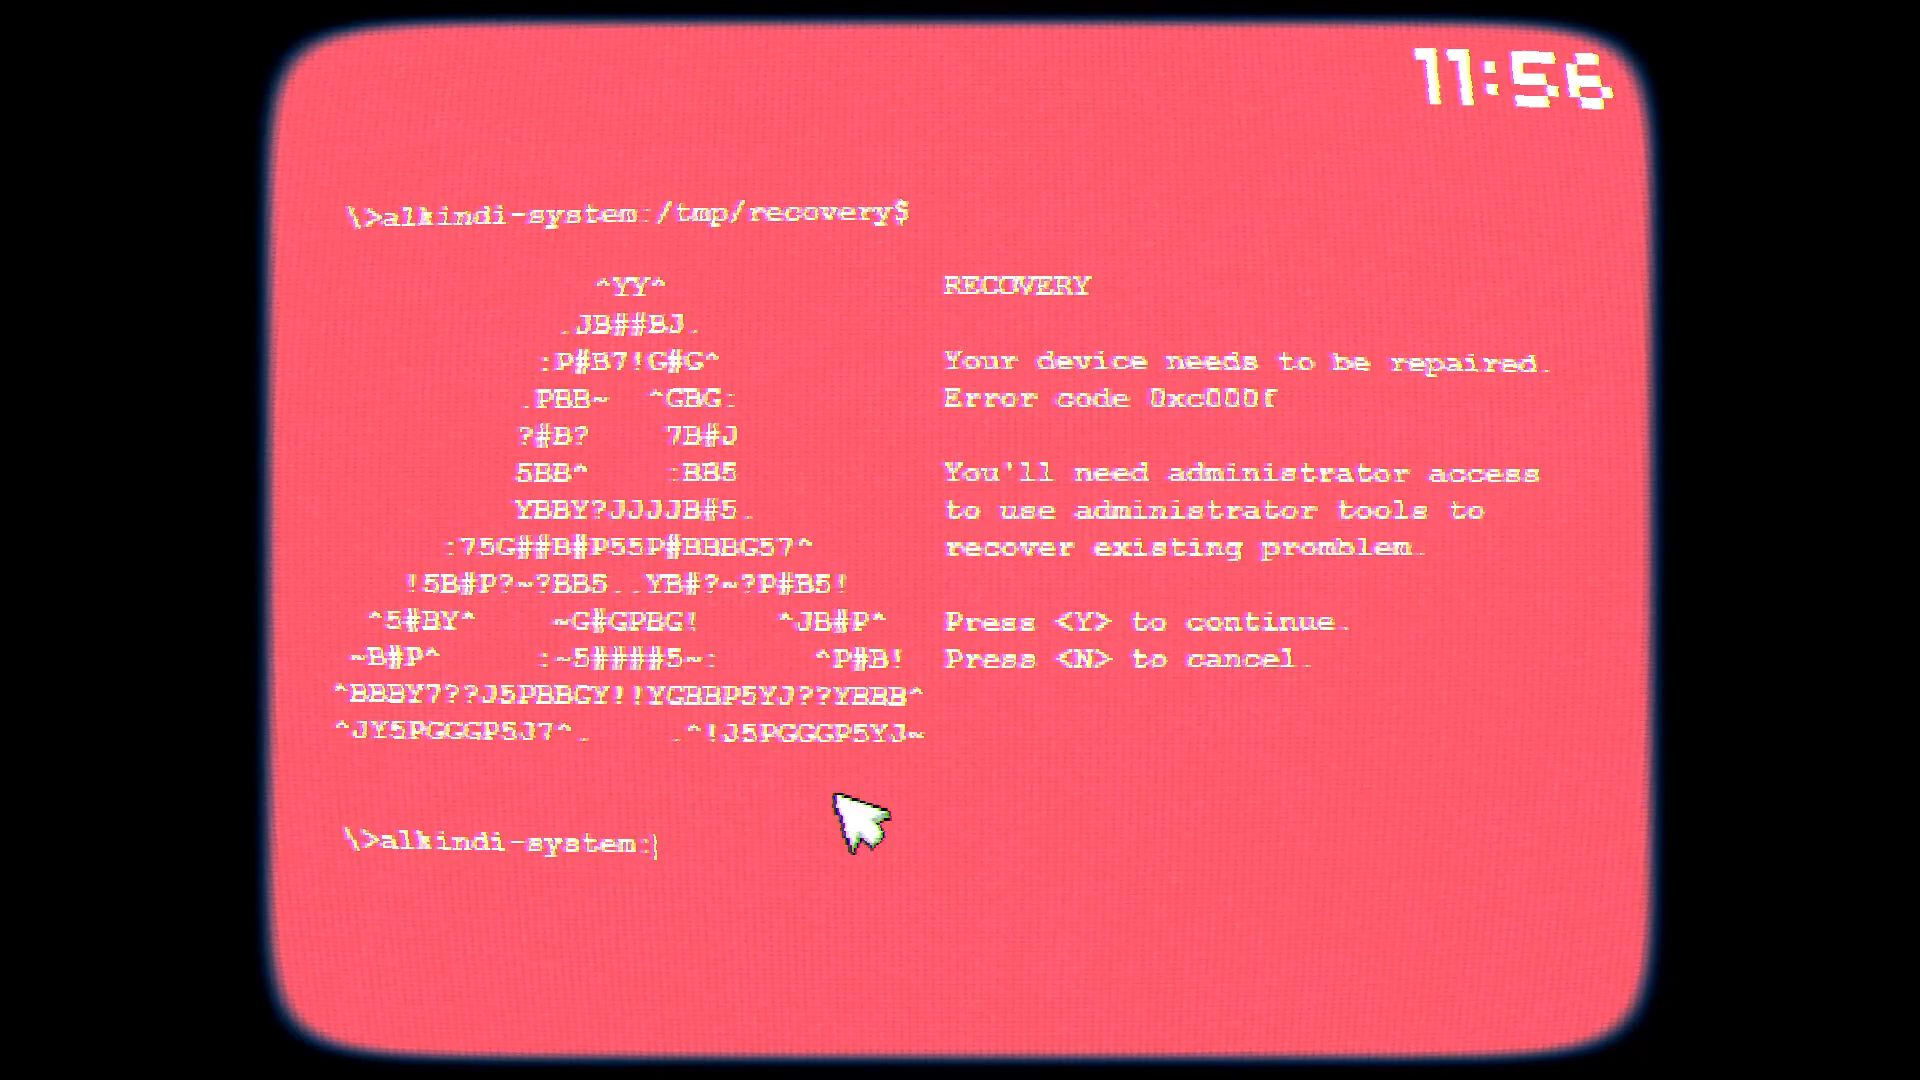 11:56
\>alkindi-system:/tmp/recovery$
^YY^
.JB##BJ.
:P#B7!G#G^
.PBB~ ^GBG:
?#B? 7B#J
5BB^ :BB5
YBBY?JJJJB#5.
:75G##B#P55P#BBBG57^
!5B#P?~?BB5..YB#?~?P#B5!
^5#BY^ ~G#GPBG! ^JB#P^
~B#P^ :~5####5~: ^P#B!
^BBBY7??J5PBBGY!!YGBBP5YJ??YBBB^
^JY5PGGGP5J7^. .^!J5PGGGP5YJ~
RECOVERY
Your device needs to be repaired.
Error code 0xc000f
You'll need administrator access
to use administrator tools to
recover existing promblem.
Press <Y> to continue.
Press <N> to cancel.
\>alkindi-system: